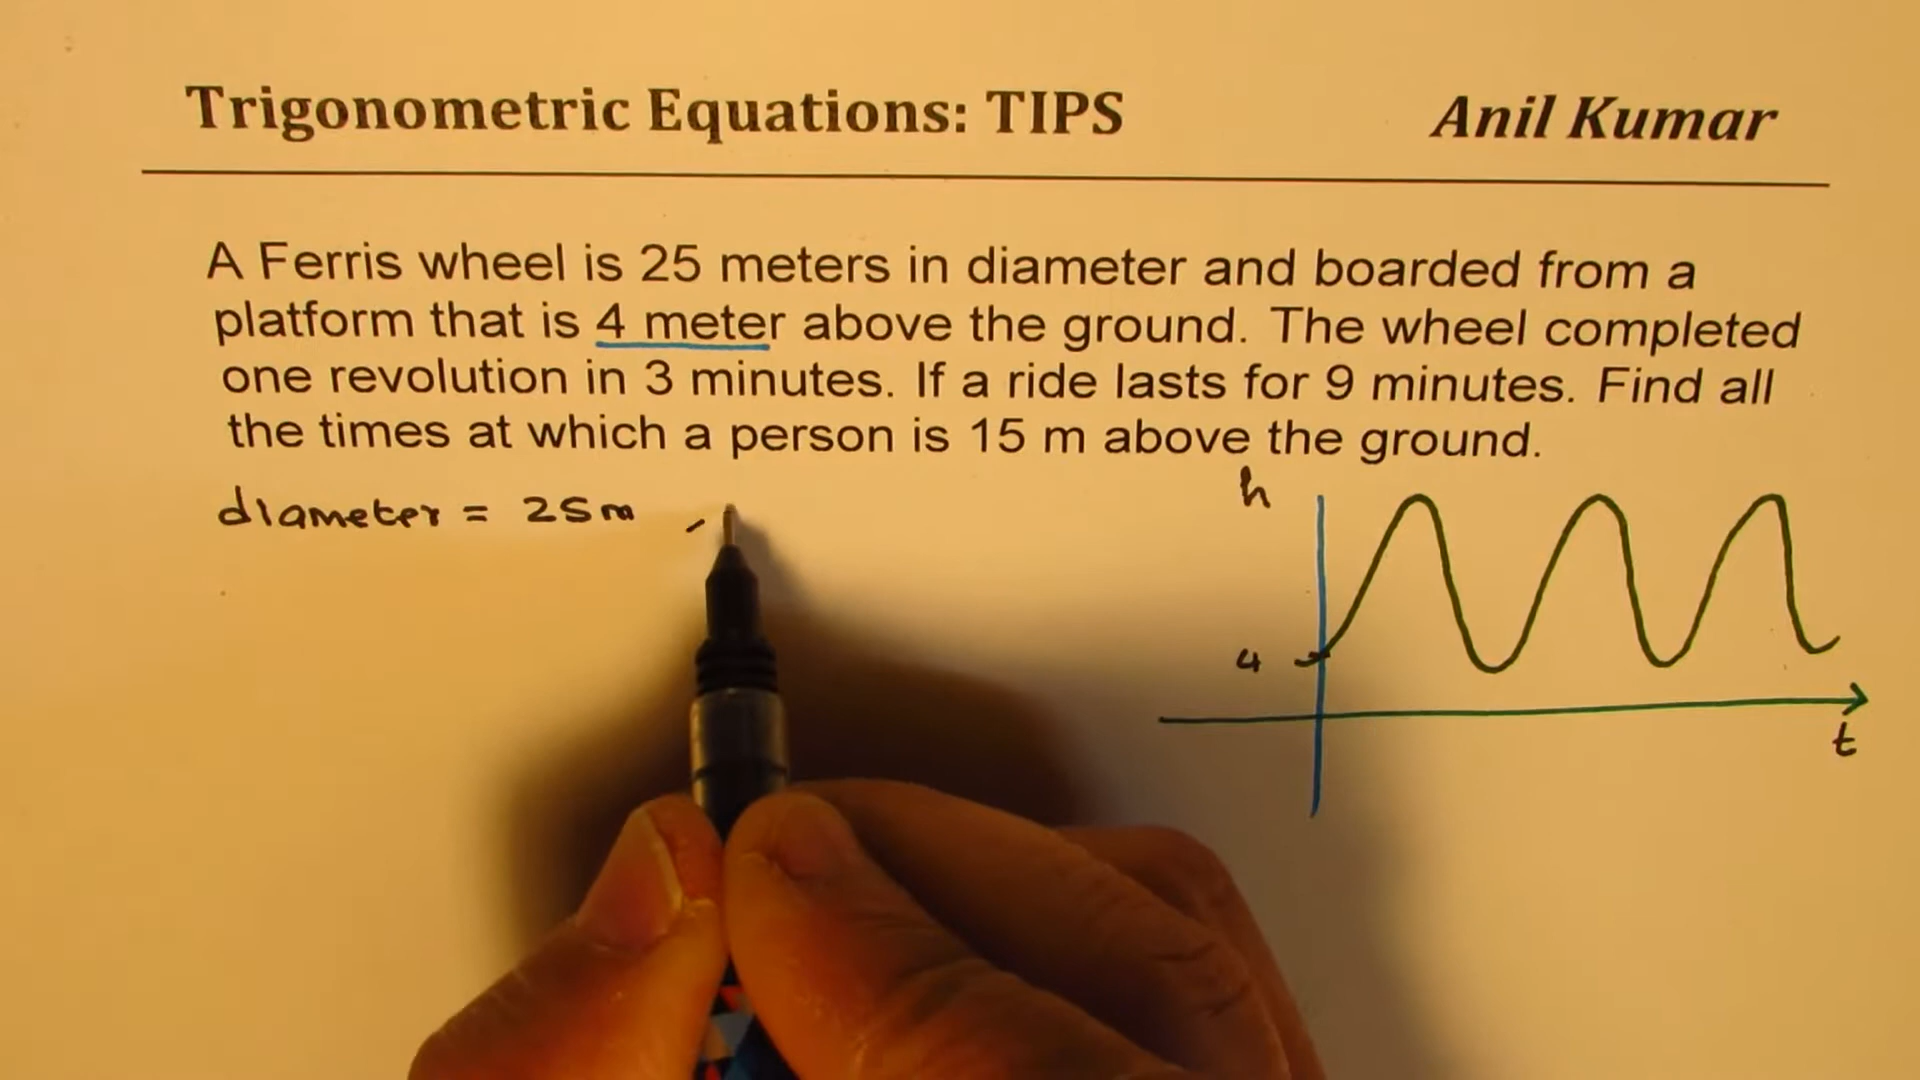 Trigonometric Equations: TIPS Anil Kumar
A Ferris wheel is 25 meters in diameter and boarded from a
platform that is 4 meter above the ground. The wheel completed
one revolution in 3 minutes. If a ride lasts for 9 minutes. Find all
the times at which a person is 15 m above the ground.
diameter = 25m
h
4
t